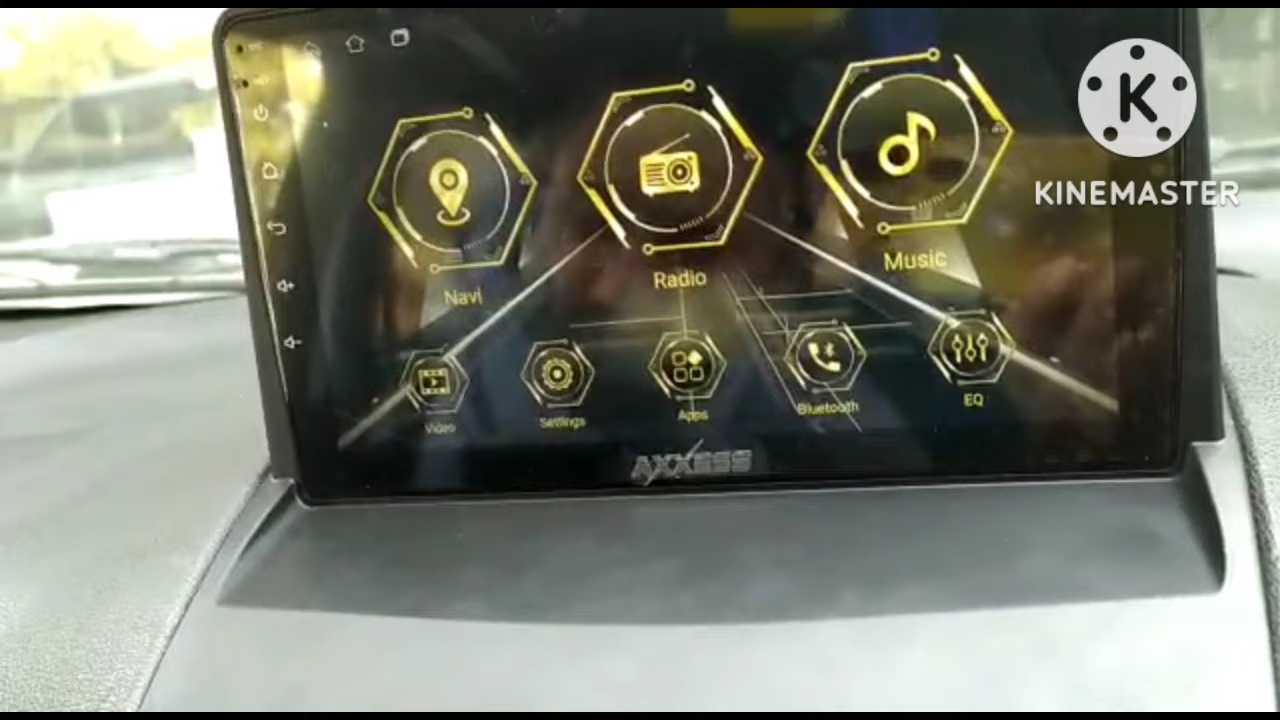 K
KINEMASTER
Navi
Radio
Music
Video
Settings
Apps
Bluetooth
EQ
AXXESS